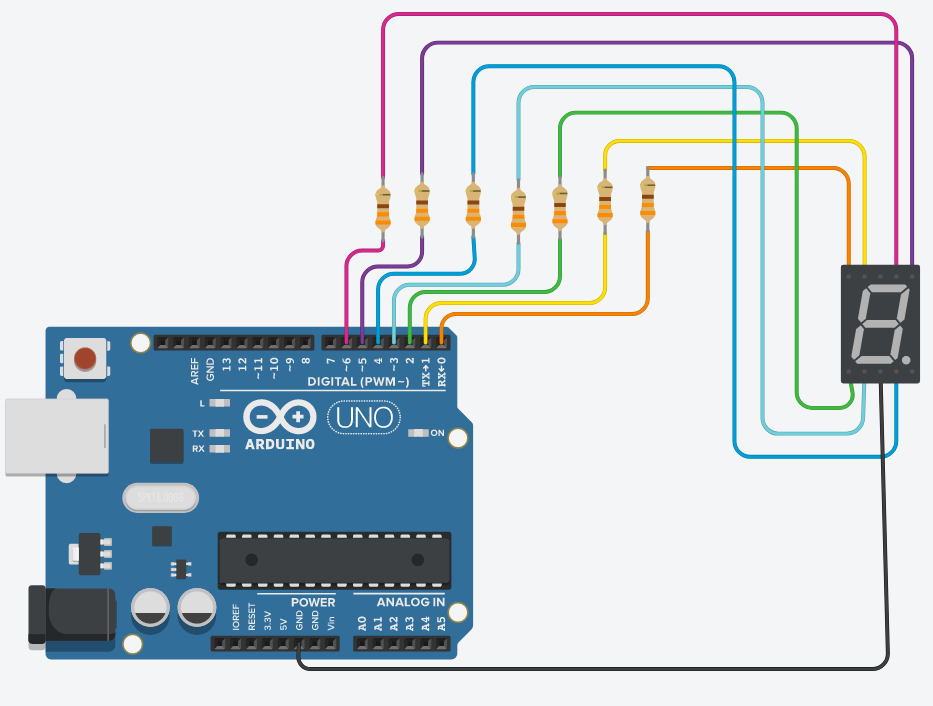 AREF
GND
13
12
~11
~10
~9
8
7
~6
~5
4
~3
2
TX→1
RX←0
DIGITAL (PWM~)
L
TX
RX
UNO
ON
ARDUINO
POWER
ANALOG IN
IOREF
RESET
3.3V
5V
GND
GND
Vin
A0
A1
A2
A3
A4
A5